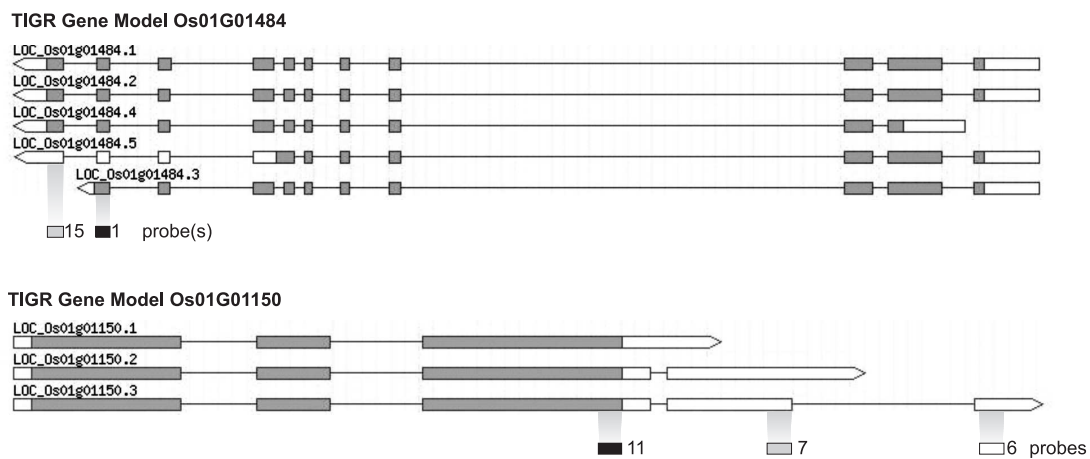 TIGR Gene Model Os01G01484
LOC_Os01g01484.1
LOC_Os01g01484.2
LOC_Os01g01484.4
LOC_Os01g01484.5
LOC_Os01g01484.3
15 1 probe(s)
TIGR Gene Model Os01G01150
LOC_Os01g01150.1
LOC_Os01g01150.2
LOC_Os01g01150.3
11 7 6 probes